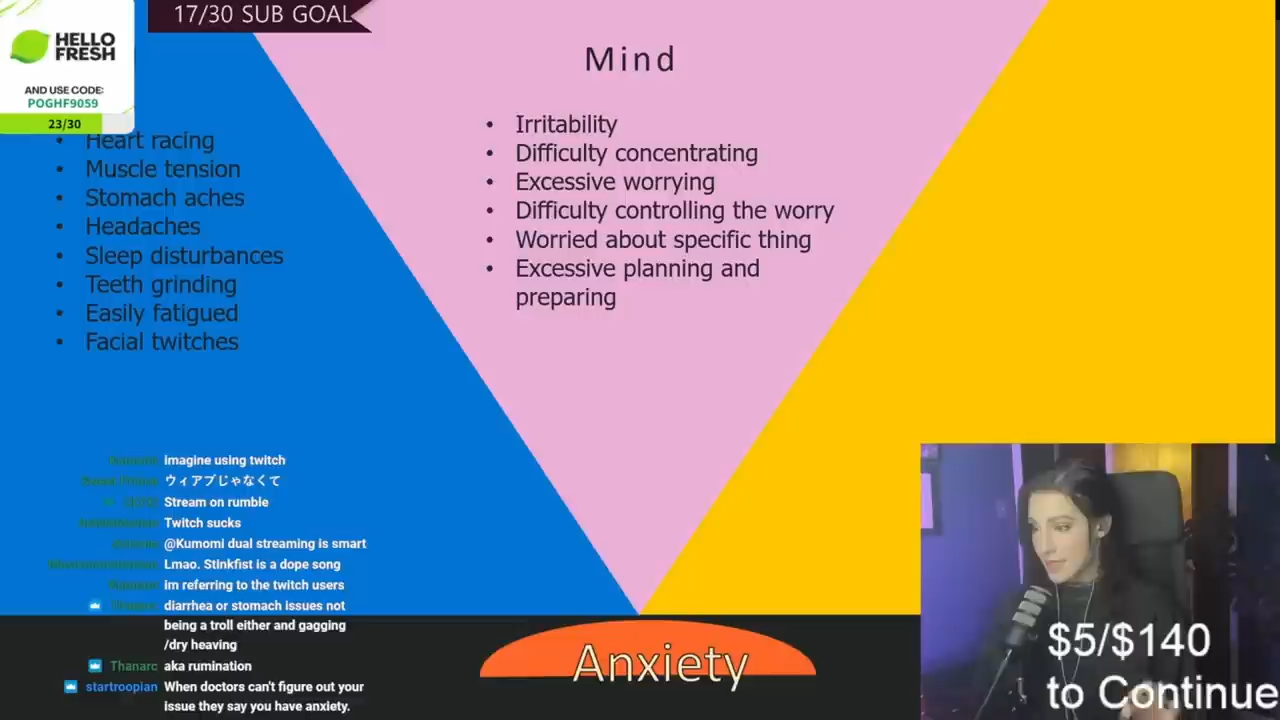 17/30 SUB GOAL
HELLO
FRESH
AND USE CODE:
POGHF9059
23/30
Mind
• Heart racing
• Muscle tension
• Stomach aches
• Headaches
• Sleep disturbances
• Teeth grinding
• Easily fatigued
• Facial twitches
• Irritability
• Difficulty concentrating
• Excessive worrying
• Difficulty controlling the worry
• Worried about specific thing
• Excessive planning and
preparing
imagine using twitch
ウィアブじゃなくて
Stream on rumble
Twitch sucks
@Kumomi dual streaming is smart
Lmao. Stinkfist is a dope song
im referring to the twitch users
diarrhea or stomach issues not
being a troll either and gagging
/dry heaving
Thanarc aka rumination
startroopian When doctors can't figure out your
issue they say you have anxiety.
Anxiety
$5/$140
to Continue